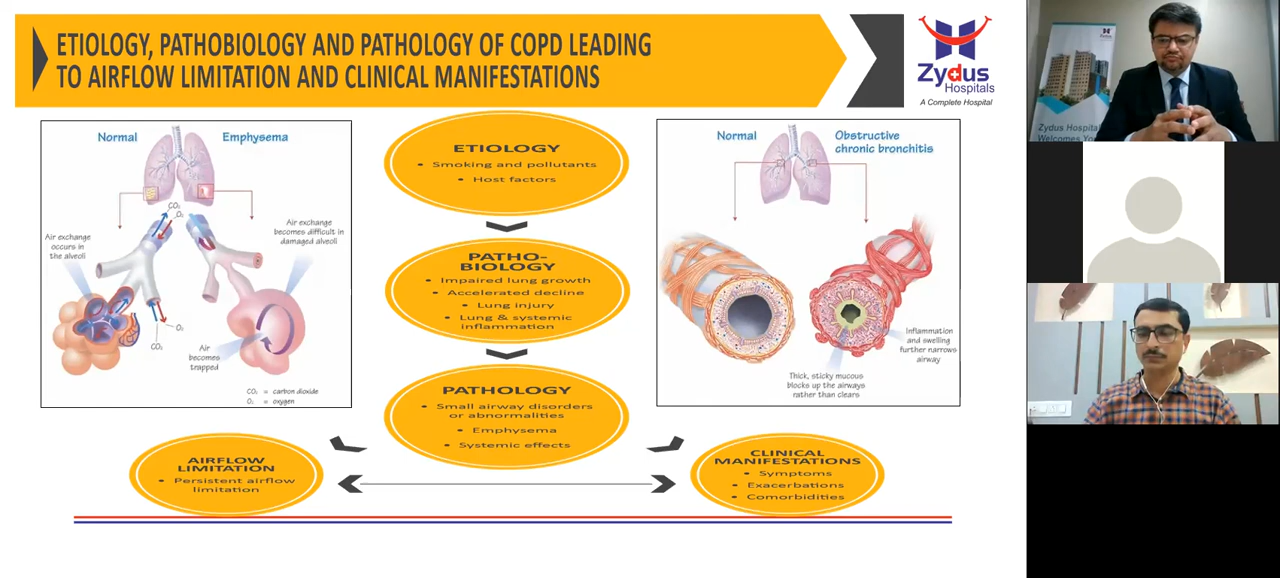 ETIOLOGY, PATHOBIOLOGY AND PATHOLOGY OF COPD LEADING
TO AIRFLOW LIMITATION AND CLINICAL MANIFESTATIONS
Zydus
Hospitals
A Complete Hospital
Normal
Emphysema
CO₂
O₂
Air exchange
occurs in
the alveoli
Air exchange
becomes difficult in
damaged alveoli
O₂
CO₂
Air
becomes
trapped
CO₂ = carbon dioxide
O₂ = oxygen
ETIOLOGY
• Smoking and pollutants
• Host factors
PATHO-
BIOLOGY
• Impaired lung growth
• Accelerated decline
• Lung injury
• Lung & systemic
inflammation
PATHOLOGY
• Small airway disorders
or abnormalities
• Emphysema
• Systemic effects
AIRFLOW
LIMITATION
• Persistent airflow
limitation
CLINICAL
MANIFESTATIONS
• Symptoms
• Exacerbations
• Comorbidities
Normal
Obstructive
chronic bronchitis
Inflammation
and swelling
further narrows
airway
Thick, sticky mucous
blocks up the airways
rather than clears
Zydus Hospita
Welcomes Yo